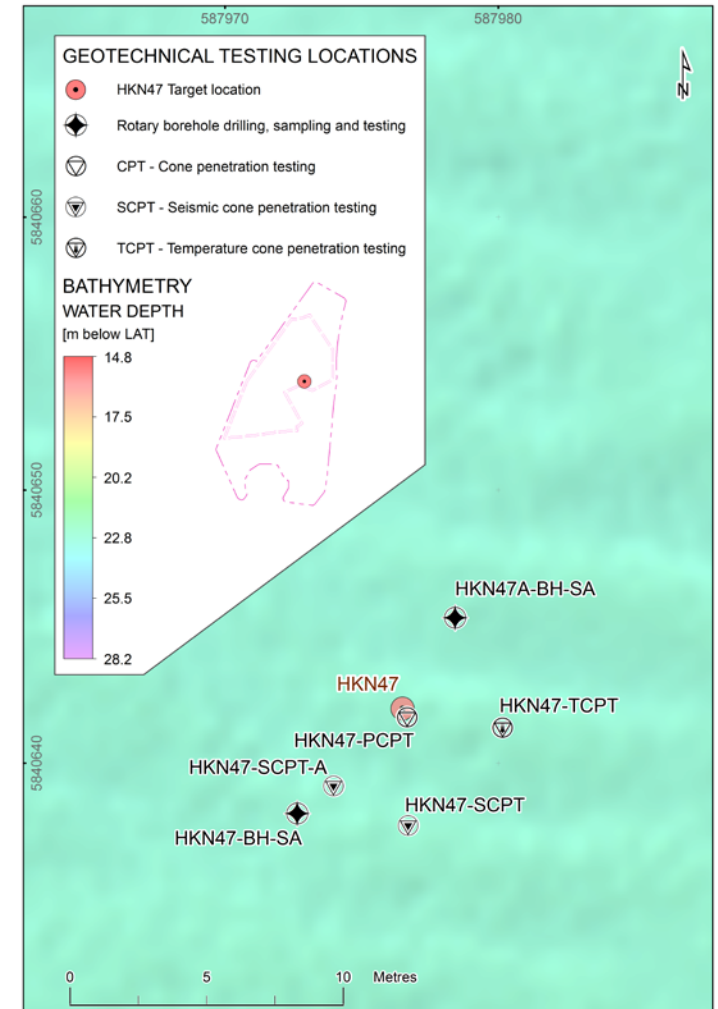 587970
587980
GEOTECHNICAL TESTING LOCATIONS
HKN47 Target location
N
Rotary borehole drilling, sampling and testing
CPT - Cone penetration testing
SCPT - Seismic cone penetration testing
5840660
TCPT - Temperature cone penetration testing
BATHYMETRY
WATER DEPTH
[m below LAT]
14.8
17.5
20.2
5840650
22.8
25.5
28.2
HKN47A-BH-SA
HKN47
HKN47-TCPT
HKN47-PCPT
5840640
HKN47-SCPT-A
HKN47-SCPT
HKN47-BH-SA
0 5 10 Metres